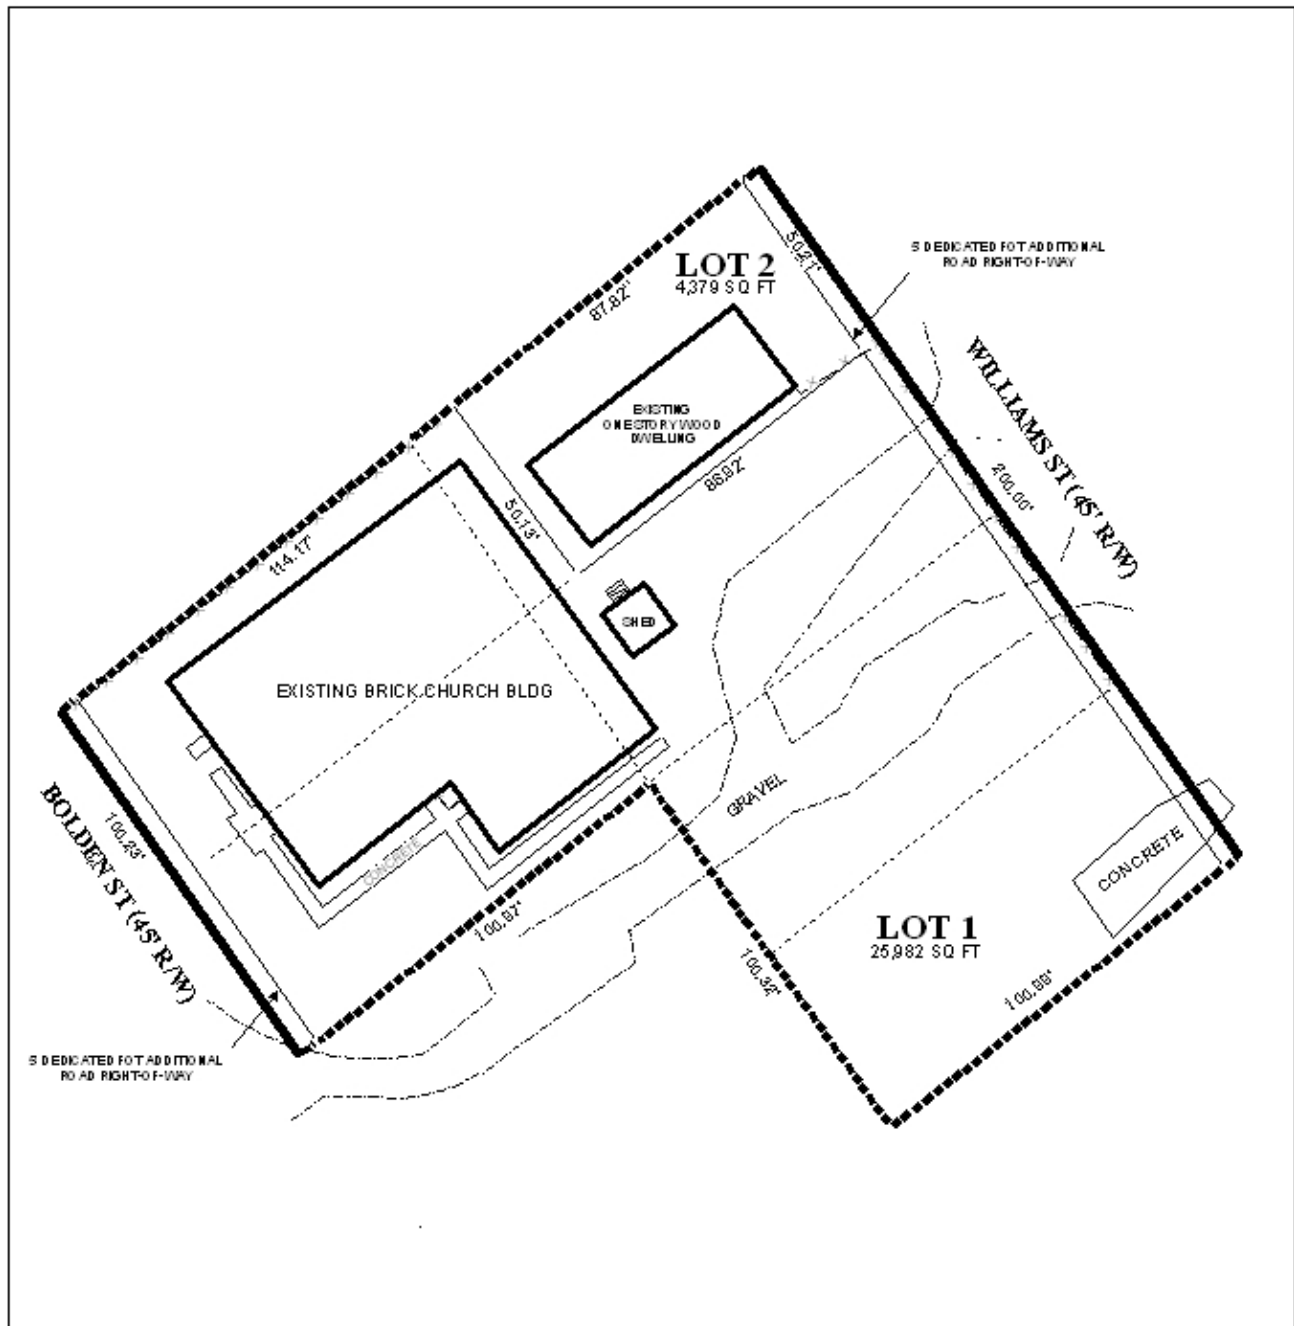 LOT 2
4,379 SQ FT
50.21'
5 DEDICATED FOT ADDITIONAL
ROAD RIGHT-OF-WAY
87.82'
WILLIAMS ST (45' R/W)
EXISTING
ONE STORY WOOD
DWELLING
86.92'
200.00'
50.13'
114.17'
SHED
EXISTING BRICK CHURCH BLDG
GRAVEL
BOLDEN ST (45' R/W)
100.23'
CONCRETE
CONCRETE
100.97'
LOT 1
25,982 SQ FT
100.32'
100.99'
5 DEDICATED FOT ADDITIONAL
ROAD RIGHT-OF-WAY